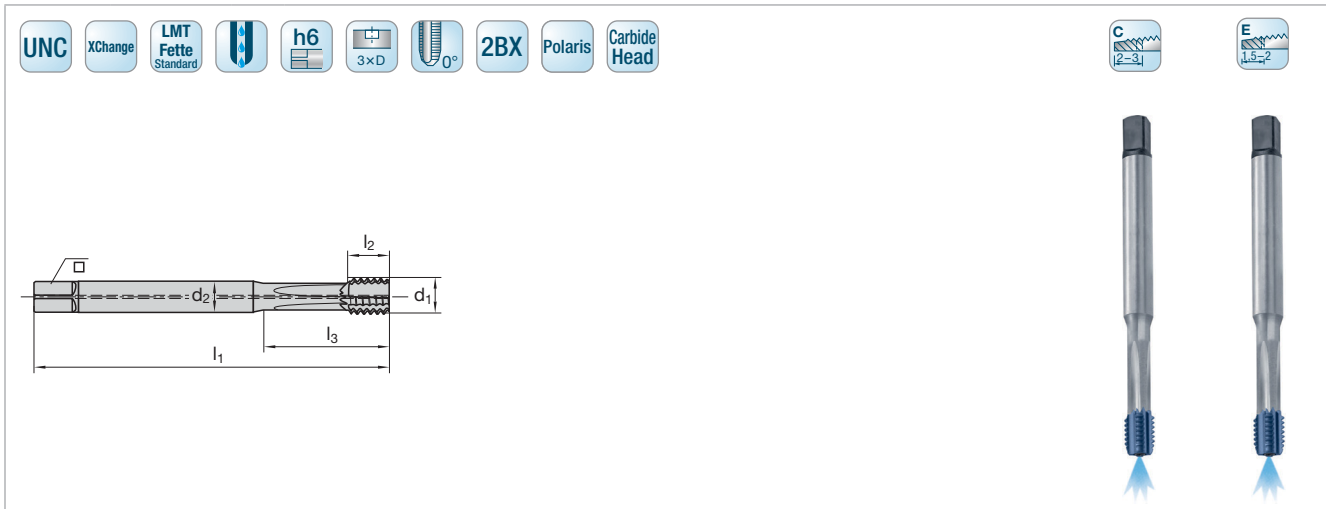 UNC
XChange
LMT
Fette
Standard
h6
3×D
0°
2BX
Polaris
Carbide
Head
C
2–3
E
1,5–2
l2
d2
d1
l3
l1